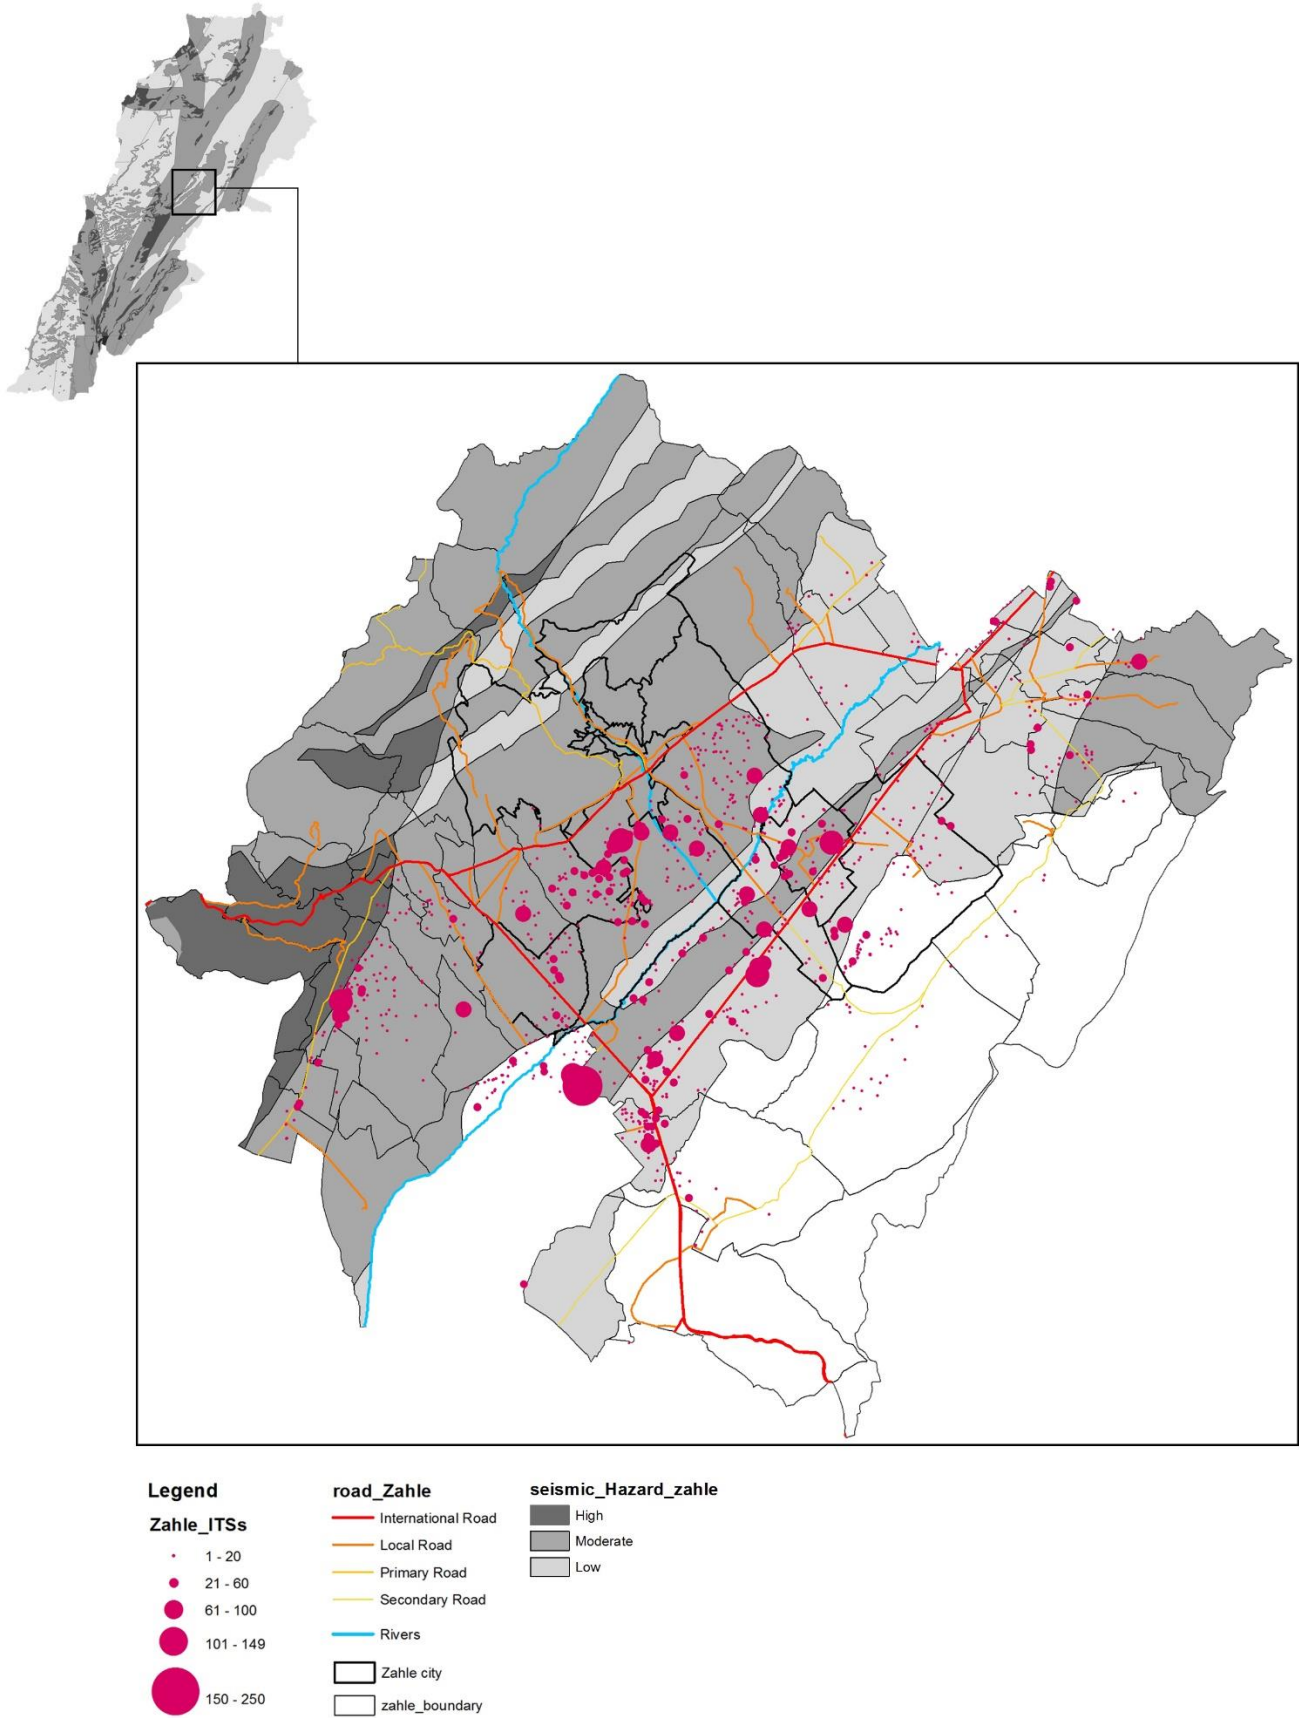 Legend
Zahle_ITSs
1 - 20
21 - 60
61 - 100
101 - 149
150 - 250
road_Zahle
International Road
Local Road
Primary Road
Secondary Road
Rivers
Zahle city
zahle_boundary
seismic_Hazard_zahle
High
Moderate
Low